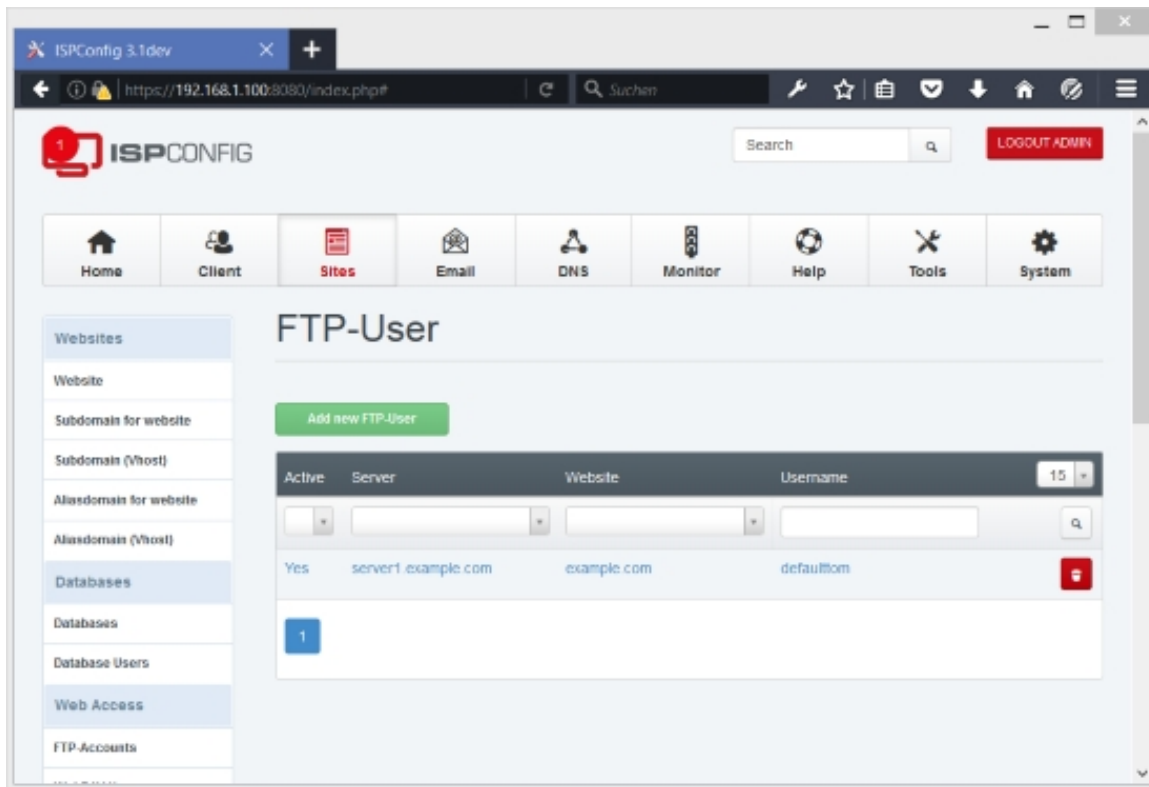 ISPConfig 3.1dev
https://192.168.1.100:8080/index.php#
Suchen
1
ISPCONFIG
Search
LOGOUT ADMIN
Home Client Sites Email DNS Monitor Help Tools System
Websites
Website
Subdomain for website
Subdomain (Vhost)
Aliasdomain for website
Aliasdomain (Vhost)
Databases
Databases
Database Users
Web Access
FTP-Accounts
FTP-User
Add new FTP-User
Active Server Website Username 15
Yes server1.example.com example.com defaulttom
1